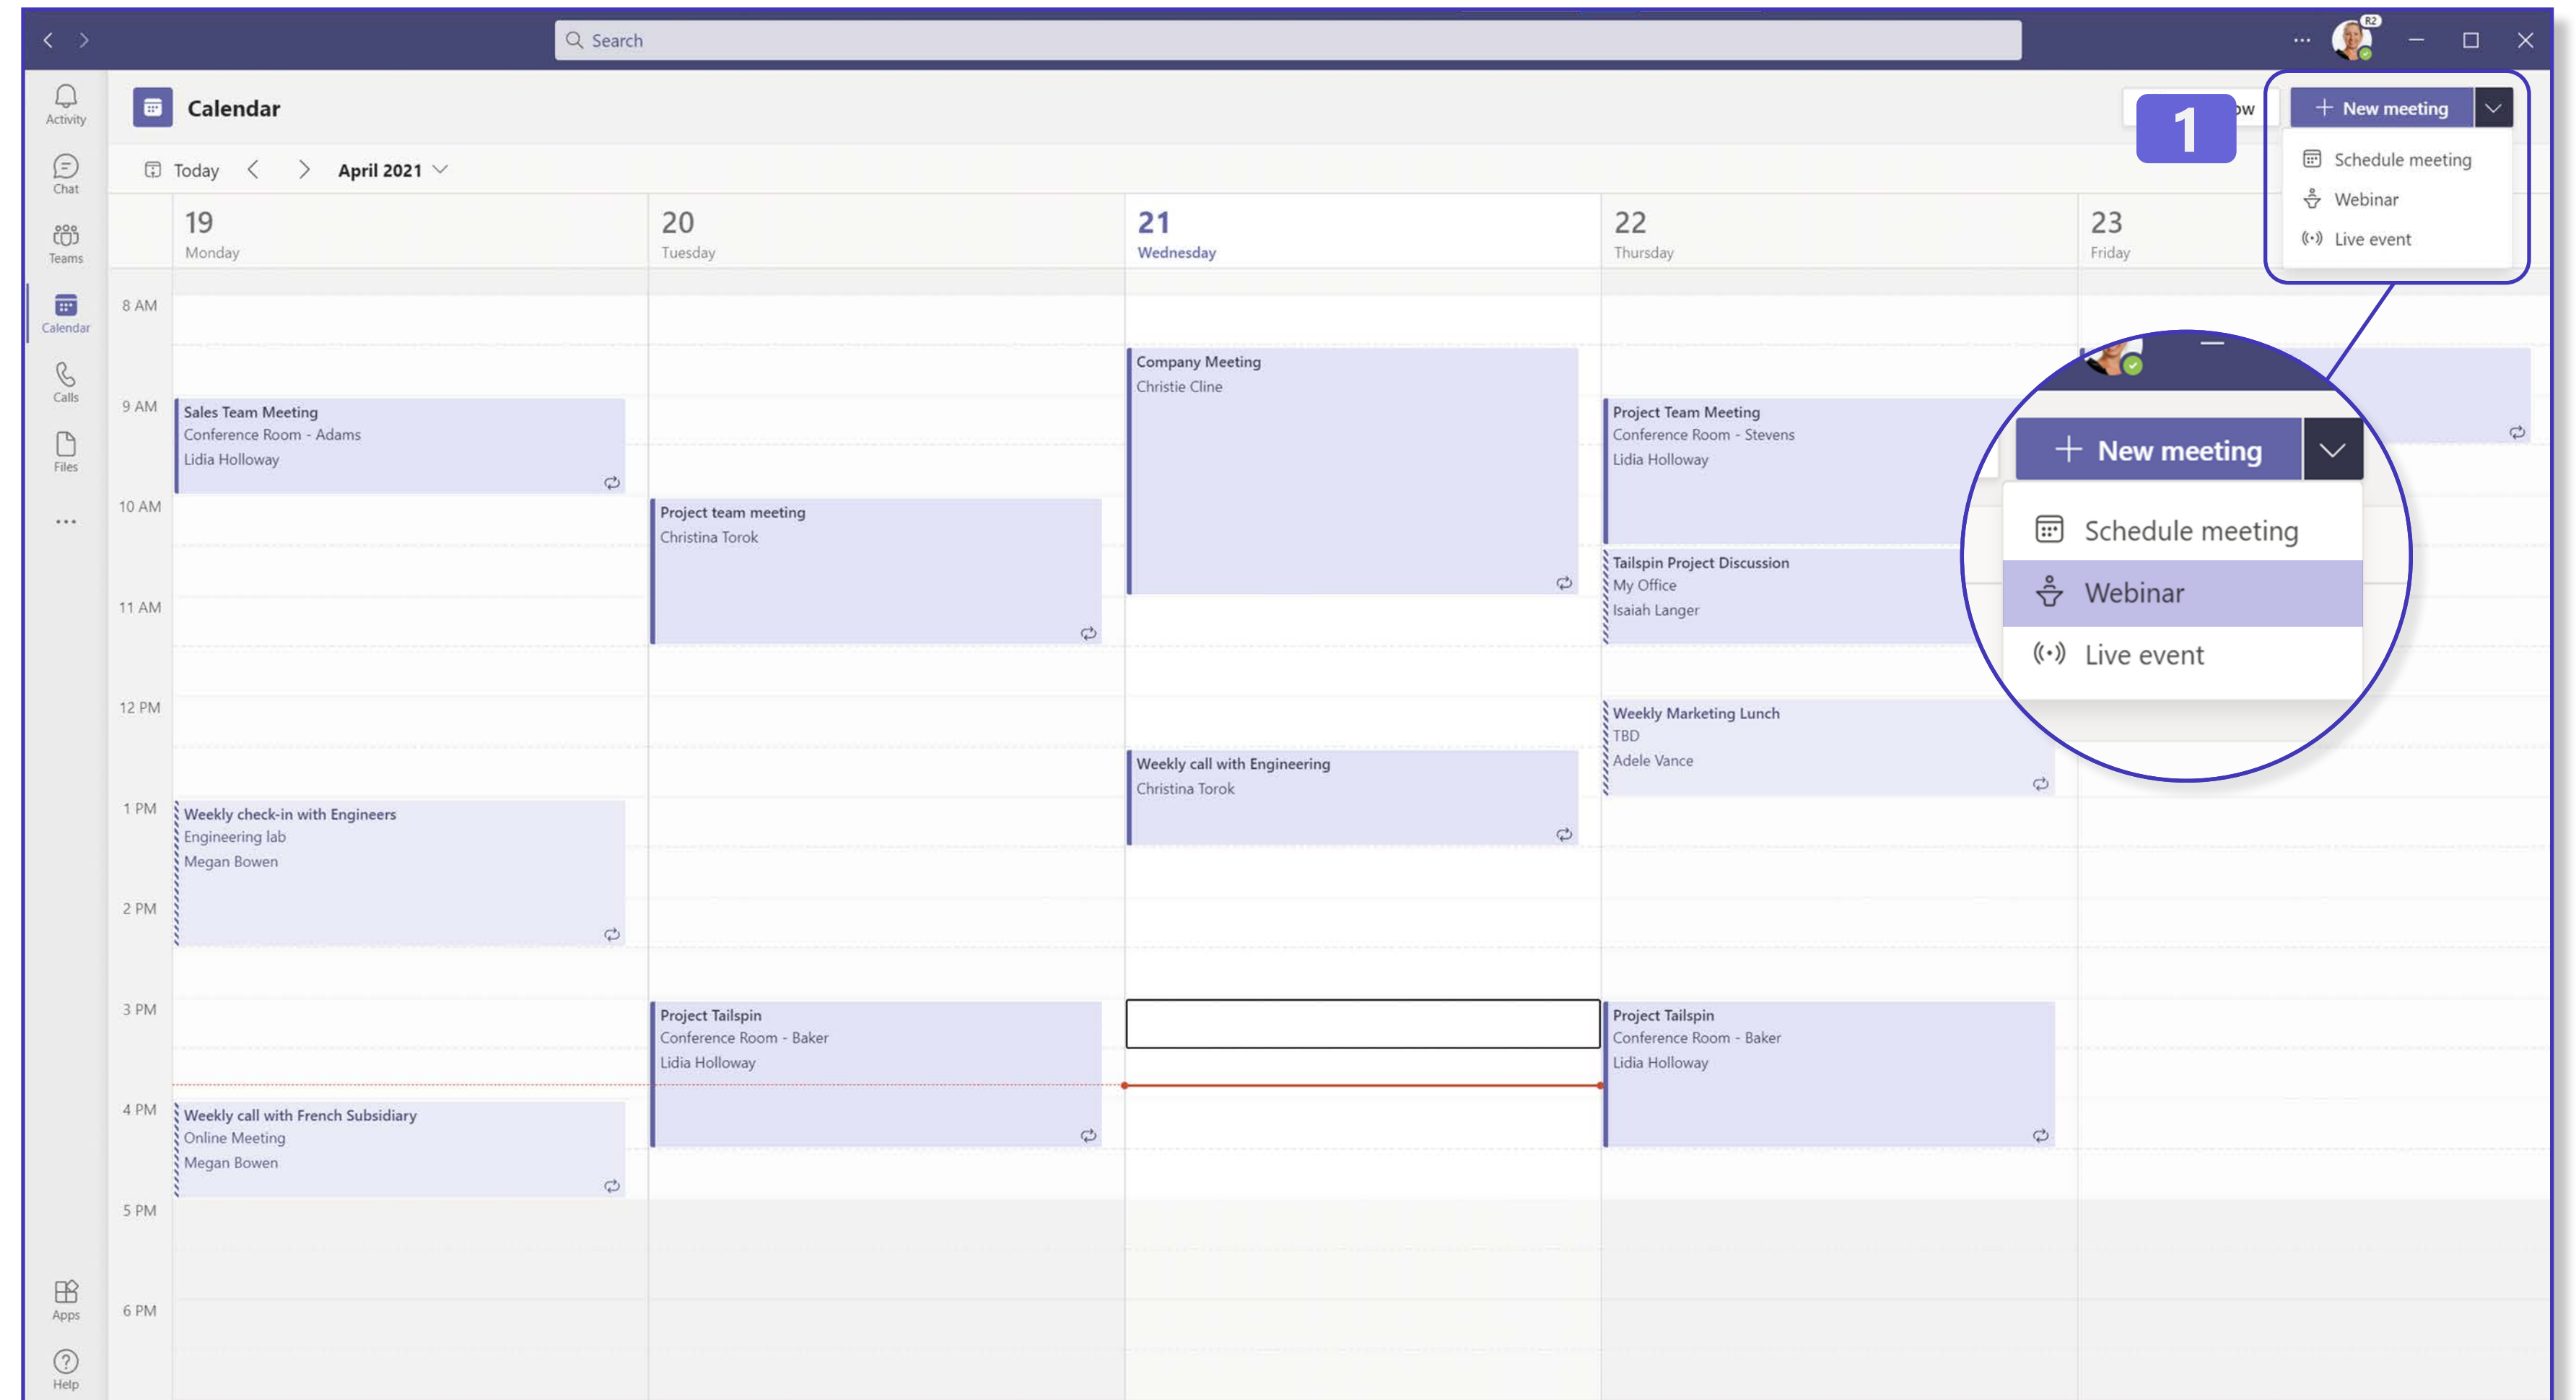 Search
R2
Activity
Chat
Teams
Calendar
Calls
Files
Apps
Help
Calendar
1
ow
+ New meeting
Schedule meeting
Webinar
Live event
Today
April 2021
19
Monday
20
Tuesday
21
Wednesday
22
Thursday
23
Friday
8 AM
9 AM
10 AM
11 AM
12 PM
1 PM
2 PM
3 PM
4 PM
5 PM
6 PM
Sales Team Meeting
Conference Room - Adams
Lidia Holloway
Weekly check-in with Engineers
Engineering lab
Megan Bowen
Weekly call with French Subsidiary
Online Meeting
Megan Bowen
Project team meeting
Christina Torok
Project Tailspin
Conference Room - Baker
Lidia Holloway
Company Meeting
Christie Cline
Weekly call with Engineering
Christina Torok
Project Team Meeting
Conference Room - Stevens
Lidia Holloway
Tailspin Project Discussion
My Office
Isaiah Langer
Weekly Marketing Lunch
TBD
Adele Vance
Project Tailspin
Conference Room - Baker
Lidia Holloway
+ New meeting
Schedule meeting
Webinar
Live event